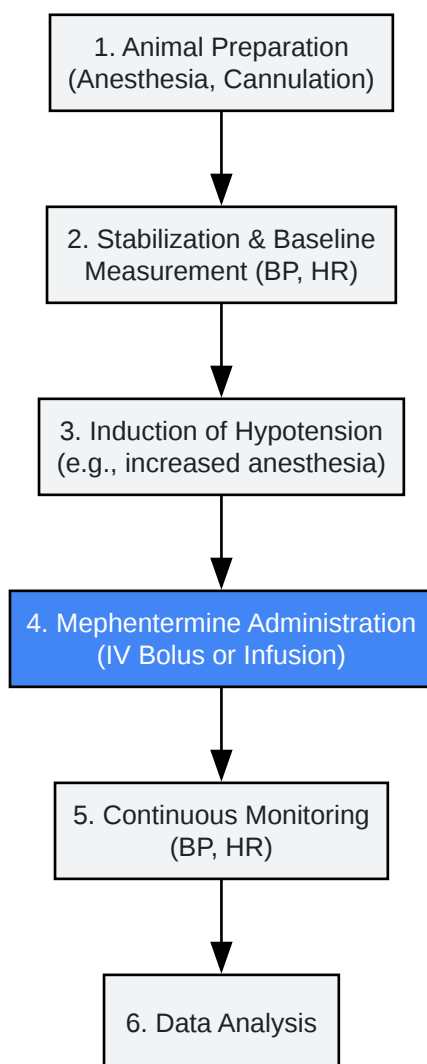 1. Animal Preparation
(Anesthesia, Cannulation)
2. Stabilization & Baseline
Measurement (BP, HR)
3. Induction of Hypotension
(e.g., increased anesthesia)
4. Mephentermine Administration
(IV Bolus or Infusion)
5. Continuous Monitoring
(BP, HR)
6. Data Analysis